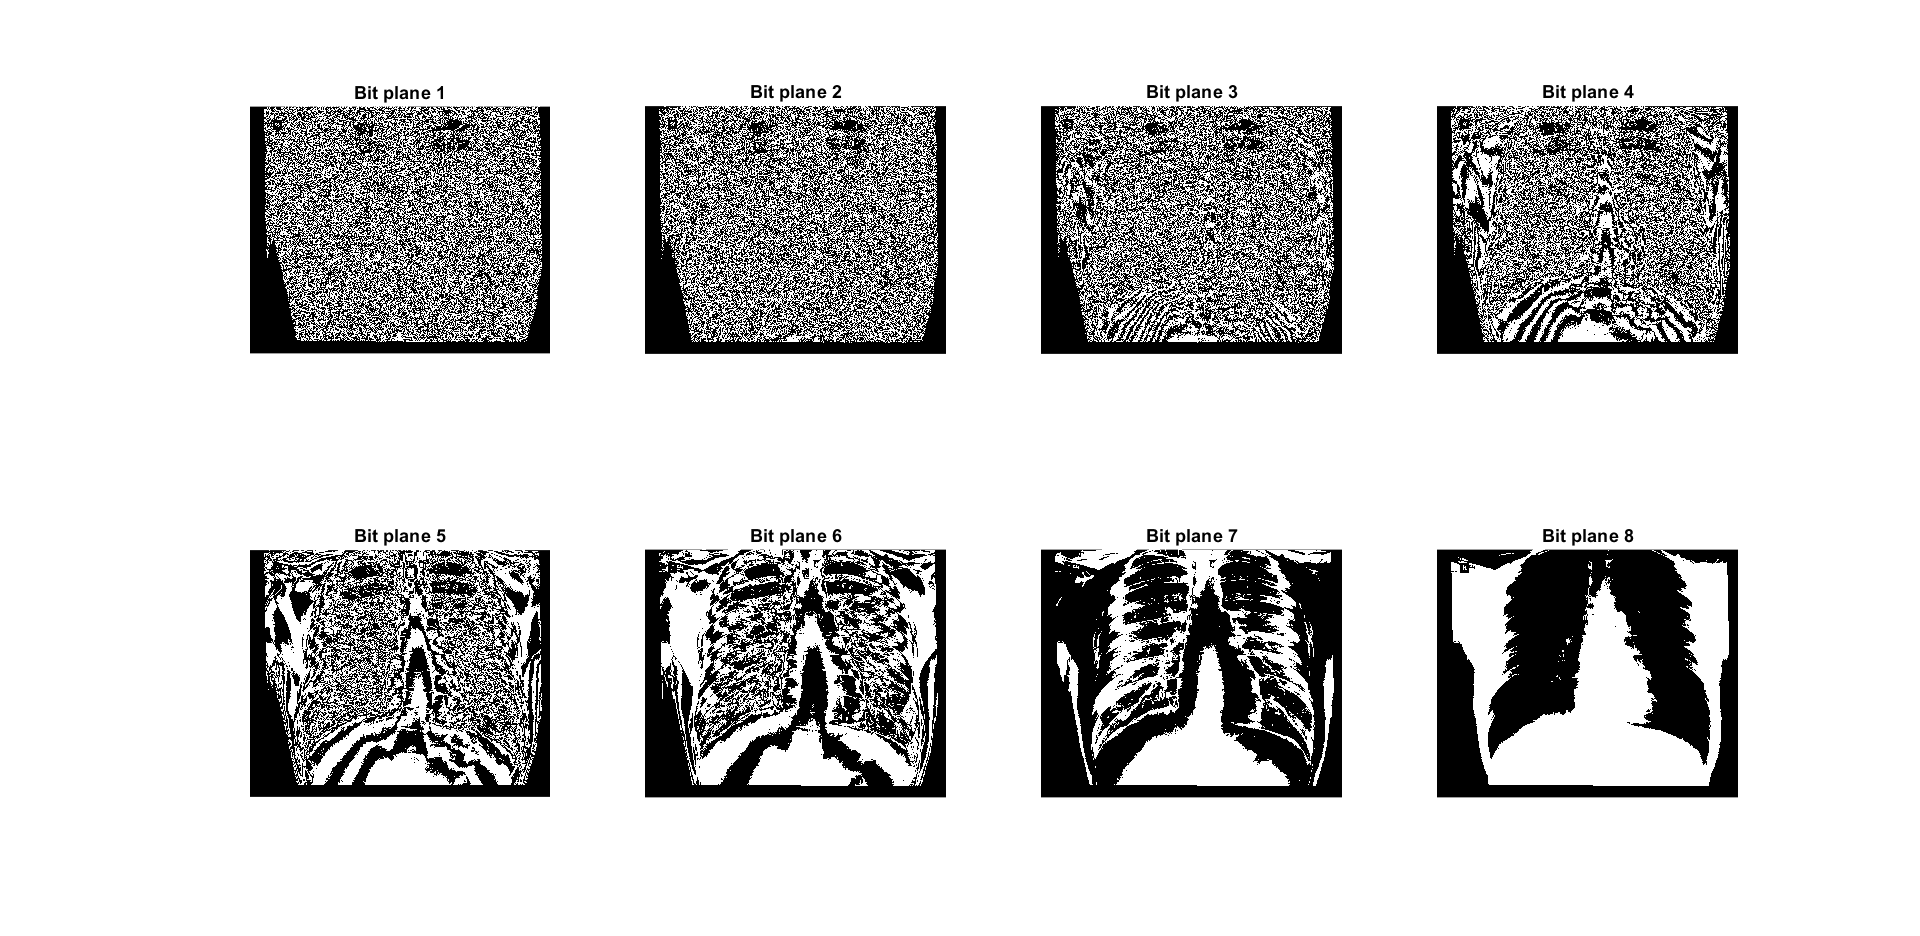 Bit plane 1
Bit plane 2
Bit plane 3
Bit plane 4
Bit plane 5
Bit plane 6
Bit plane 7
Bit plane 8